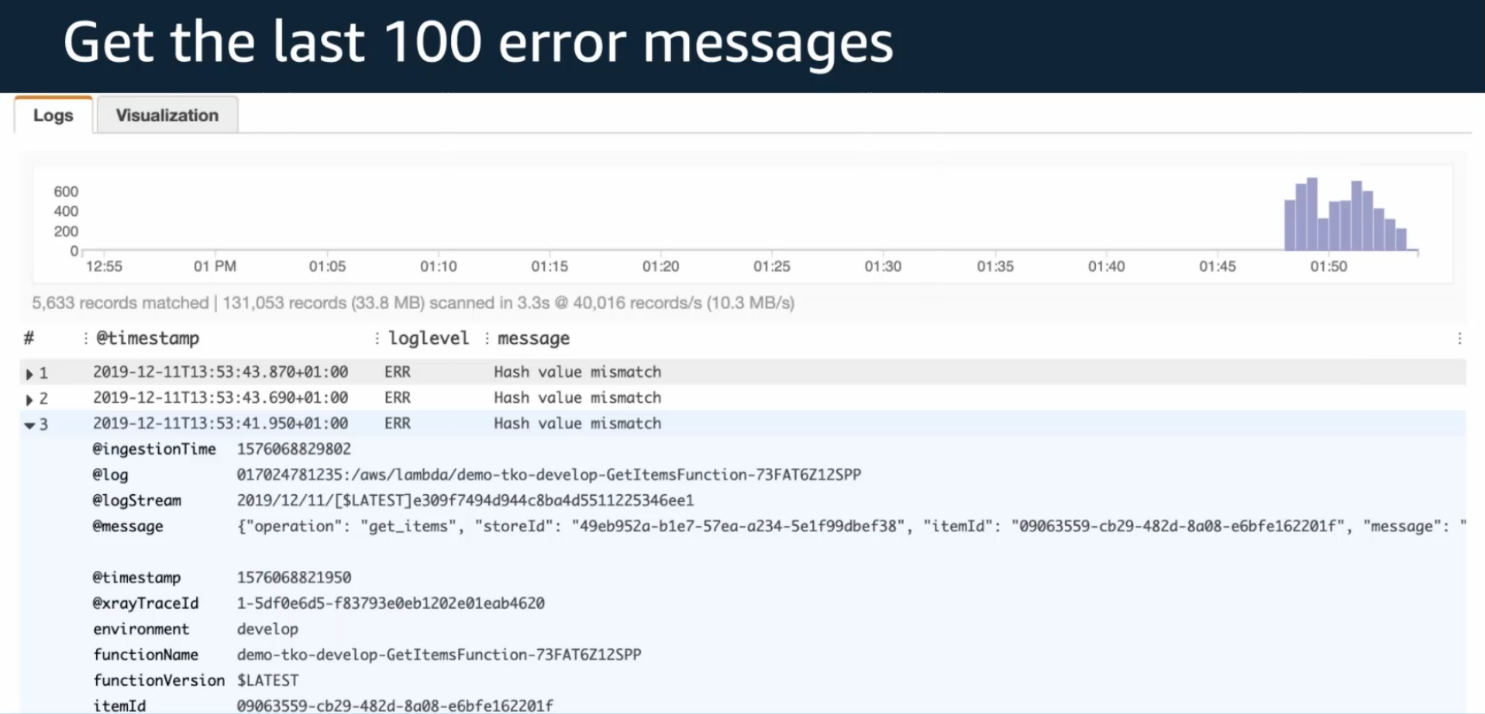 Get the last 100 error messages
Logs Visualization
600
400
200
0
12:55 01 PM 01:05 01:10 01:15 01:20 01:25 01:30 01:35 01:40 01:45 01:50
5,633 records matched | 131,053 records (33.8 MB) scanned in 3.3s @ 40,016 records/s (10.3 MB/s)
# : @timestamp : loglevel : message :
1 2019-12-11T13:53:43.870+01:00 ERR Hash value mismatch
2 2019-12-11T13:53:43.690+01:00 ERR Hash value mismatch
3 2019-12-11T13:53:41.950+01:00 ERR Hash value mismatch
@ingestionTime 1576068829802
@log 017024781235:/aws/lambda/demo-tko-develop-GetItemsFunction-73FAT6Z12SPP
@logStream 2019/12/11/[$LATEST]e309f7494d944c8ba4d5511225346ee1
@message {"operation": "get_items", "storeId": "49eb952a-b1e7-57ea-a234-5e1f99dbef38", "itemId": "09063559-cb29-482d-8a08-e6bfe162201f", "message": "
@timestamp 1576068821950
@xrayTraceId 1-5df0e6d5-f83793e0eb1202e01eab4620
environment develop
functionName demo-tko-develop-GetItemsFunction-73FAT6Z12SPP
functionVersion $LATEST
itemId 09063559-cb29-482d-8a08-e6bfe162201f